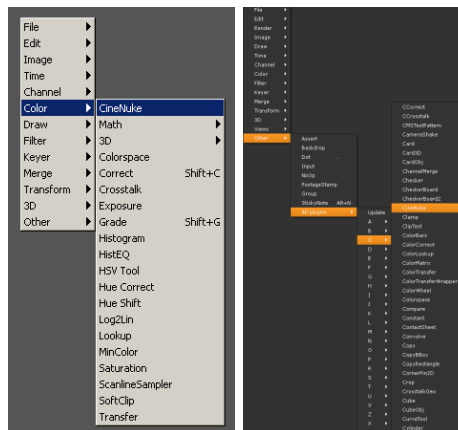 File
Edit
Image
Time
Channel
Color
Draw
Filter
Keyer
Merge
Transform
3D
Other
CineNuke
Math
3D
Colorspace
Correct Shift+C
Crosstalk
Exposure
Grade Shift+G
Histogram
HistEQ
HSV Tool
Hue Correct
Hue Shift
Log2Lin
Lookup
MinColor
Saturation
ScanlineSampler
SoftClip
Transfer
File
Edit
Render
Image
Draw
Time
Channel
Color
Filter
Keyer
Merge
Transform
3D
Views
Other
Assert
Backdrop
Dot .
Input
NoOp
PostageStamp
Group
StickyNote Alt+N
All plugins
Update
A
B
C
D
E
F
G
H
I
J
K
L
M
N
O
P
R
S
T
U
V
Z
X
CCorrect
CCrosstalk
CMSTestPattern
CameraShake
Card
Card3D
CardObj
ChannelMerge
Checker
CheckerBoard
CheckerBoard2
CineNuke
Clamp
ClipTest
ColorBars
ColorCorrect
ColorLookup
ColorMatrix
ColorTransfer
ColorTransferWrapper
ColorWheel
Colorspace
Compare
Constant
ContactSheet
Convolve
Copy
CopyBBox
CopyRectangle
CornerPin2D
Crop
CrosstalkGeo
Cube
CubeObj
CurveTool
Cylinder